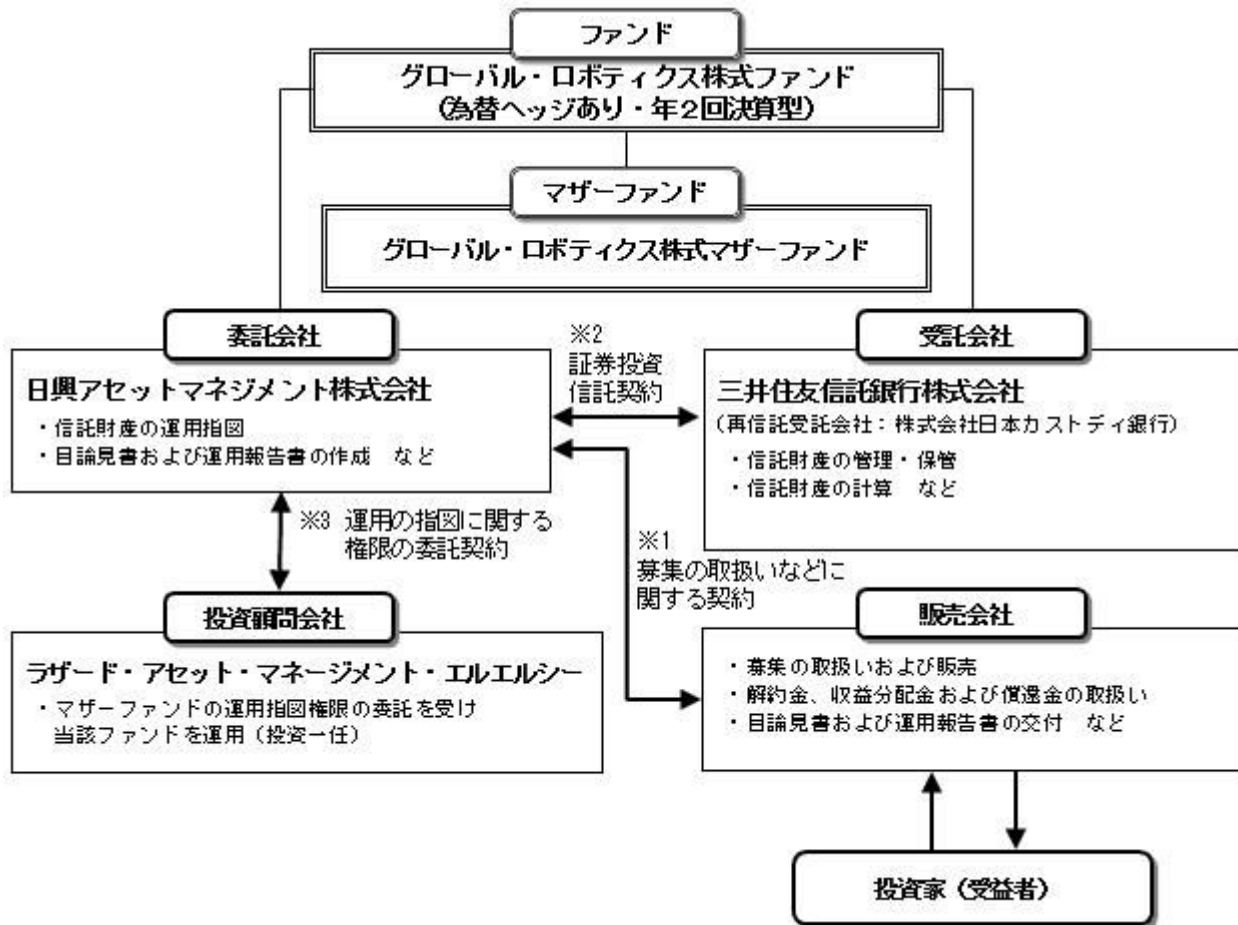 ファンド
グローバル・ロボティクス株式ファンド
(為替ヘッジあり・年2回決算型)
マザーファンド
グローバル・ロボティクス株式マザーファンド
委託会社
日興アセットマネジメント株式会社
・信託財産の運用指図
・目論見書および運用報告書の作成 など
※2
証券投資
信託契約
受託会社
三井住友信託銀行株式会社
(再信託受託会社:株式会社日本カストディ銀行)
・信託財産の管理・保管
・信託財産の計算 など
※3 運用の指図に関する
権限の委託契約
※1
募集の取扱いなどに
関する契約
投資顧問会社
ラザード・アセット・マネージメント・エルエルシー
・マザーファンドの運用指図権限の委託を受け
当該ファンドを運用(投資一任)
販売会社
・募集の取扱いおよび販売
・解約金、収益分配金および償還金の取扱い
・目論見書および運用報告書の交付 など
投資家(受益者)